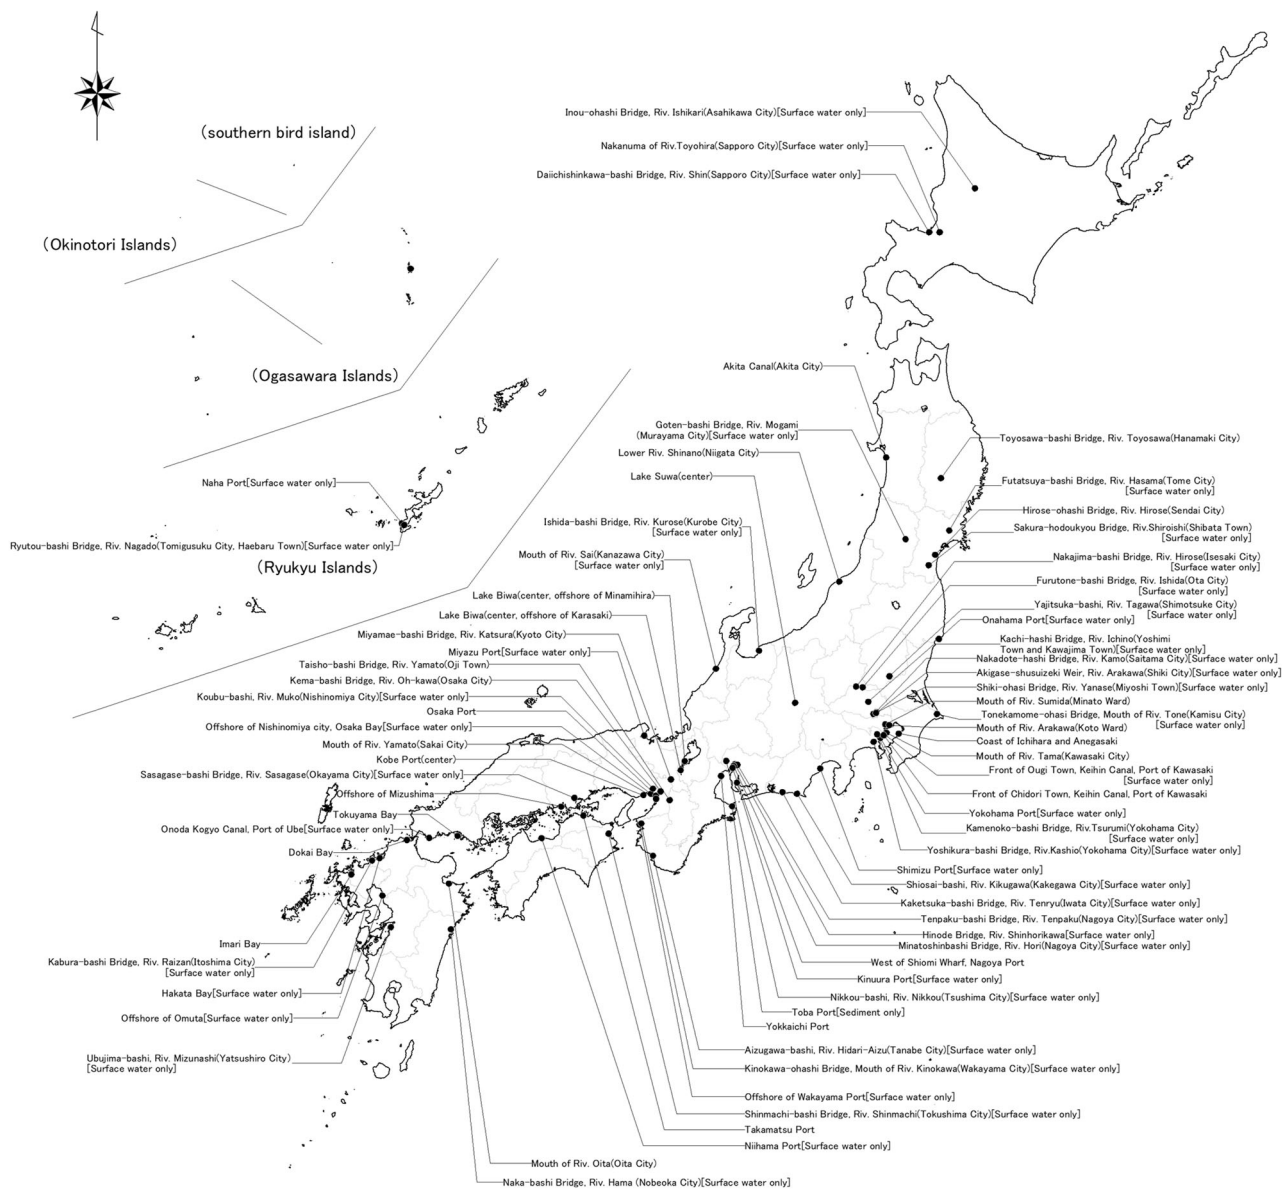 Inou-ohashi Bridge, Riv. Ishikari(Asahikawa City)[Surface water only]
Nakanuma of Riv.Toyohira(Sapporo City)[Surface water only]
Daiichishinkawa-bashi Bridge, Riv. Shin(Sapporo City)[Surface water only]
(southern bird island)
(Okinotori Islands)
(Ogasawara Islands)
Naha Port[Surface water only]
Ryutou-bashi Bridge, Riv. Nagado(Tomigusuku City, Haebaru Town)[Surface water only]
(Ryukyu Islands)
Akita Canal(Akita City)
Goten-bashi Bridge, Riv. Mogami
(Murayama City)[Surface water only]
Lower Riv. Shinano(Niigata City)
Lake Suwa(center)
Ishida-bashi Bridge, Riv. Kurose(Kurobe City)
[Surface water only]
Mouth of Riv. Sai(Kanazawa City)
[Surface water only]
Lake Biwa(center, offshore of Minamihira)
Lake Biwa(center, offshore of Karasaki)
Miyamae-bashi Bridge, Riv. Katsura(Kyoto City)
Miyazu Port[Surface water only]
Taisho-bashi Bridge, Riv. Yamato(Oji Town)
Kema-bashi Bridge, Riv. Oh-kawa(Osaka City)
Koubu-bashi, Riv. Muko(Nishinomiya City)[Surface water only]
Osaka Port
Offshore of Nishinomiya city, Osaka Bay[Surface water only]
Mouth of Riv. Yamato(Sakai City)
Kobe Port(center)
Sasagase-bashi Bridge, Riv. Sasagase(Okayama City)[Surface water only]
Offshore of Mizushima
Tokuyama Bay
Onoda Kogyo Canal, Port of Ube[Surface water only]
Dokai Bay
Imari Bay
Kabura-bashi Bridge, Riv. Raizan(Itoshima City)
[Surface water only]
Hakata Bay[Surface water only]
Offshore of Omuta[Surface water only]
Ubujima-bashi, Riv. Mizunashi(Yatsushiro City)
[Surface water only]
Toyosawa-bashi Bridge, Riv. Toyosawa(Hanamaki City)
Futatsuya-bashi Bridge, Riv. Hasama(Tome City)
[Surface water only]
Hirose-ohashi Bridge, Riv. Hirose(Sendai City)
Sakura-hodoukyou Bridge, Riv.Shiroishi(Shibata Town)
[Surface water only]
Nakajima-bashi Bridge, Riv. Hirose(Isesaki City)
[Surface water only]
Furutone-bashi Bridge, Riv. Ishida(Ota City)
[Surface water only]
Yajitsuka-bashi, Riv. Tagawa(Shimotsuke City)
[Surface water only]
Onahama Port[Surface water only]
Kachi-hashi Bridge, Riv. Ichino(Yoshimi
Town and Kawajima Town)[Surface water only]
Nakadote-hashi Bridge, Riv. Kamo(Saitama City)[Surface water only]
Akigase-shusuizeki Weir, Riv. Arakawa(Shiki City)[Surface water only]
Shiki-ohasi Bridge, Riv. Yanase(Miyoshi Town)[Surface water only]
Mouth of Riv. Sumida(Minato Ward)
Tonekamome-ohasi Bridge, Mouth of Riv. Tone(Kamisu City)
[Surface water only]
Mouth of Riv. Arakawa(Koto Ward)
Coast of Ichihara and Anegasaki
Mouth of Riv. Tama(Kawasaki City)
Front of Ougi Town, Keihin Canal, Port of Kawasaki
[Surface water only]
Front of Chidori Town, Keihin Canal, Port of Kawasaki
Yokohama Port[Surface water only]
Kamenoko-bashi Bridge, Riv.Tsurumi(Yokohama City)
[Surface water only]
Yoshikura-bashi Bridge, Riv.Kashio(Yokohama City)[Surface water only]
Shimizu Port[Surface water only]
Shiosai-bashi, Riv. Kikugawa(Kakegawa City)[Surface water only]
Kaketsuka-bashi Bridge, Riv. Tenryu(Iwata City)[Surface water only]
Tenpaku-bashi Bridge, Riv. Tenpaku(Nagoya City)[Surface water only]
Hinode Bridge, Riv. Shinhorikawa[Surface water only]
Minatoshinbashi Bridge, Riv. Hori(Nagoya City)[Surface water only]
West of Shiomi Wharf, Nagoya Port
Kinuura Port[Surface water only]
Nikkou-bashi, Riv. Nikkou(Tsushima City)[Surface water only]
Toba Port[Sediment only]
Yokkaichi Port
Aizugawa-bashi, Riv. Hidari-Aizu(Tanabe City)[Surface water only]
Kinokawa-ohashi Bridge, Mouth of Riv. Kinokawa(Wakayama City)[Surface water only]
Offshore of Wakayama Port[Surface water only]
Shinmachi-bashi Bridge, Riv. Shinmachi(Tokushima City)[Surface water only]
Takamatsu Port
Niihama Port[Surface water only]
Mouth of Riv. Oita(Oita City)
Naka-bashi Bridge, Riv. Hama (Nobeoka City)[Surface water only]